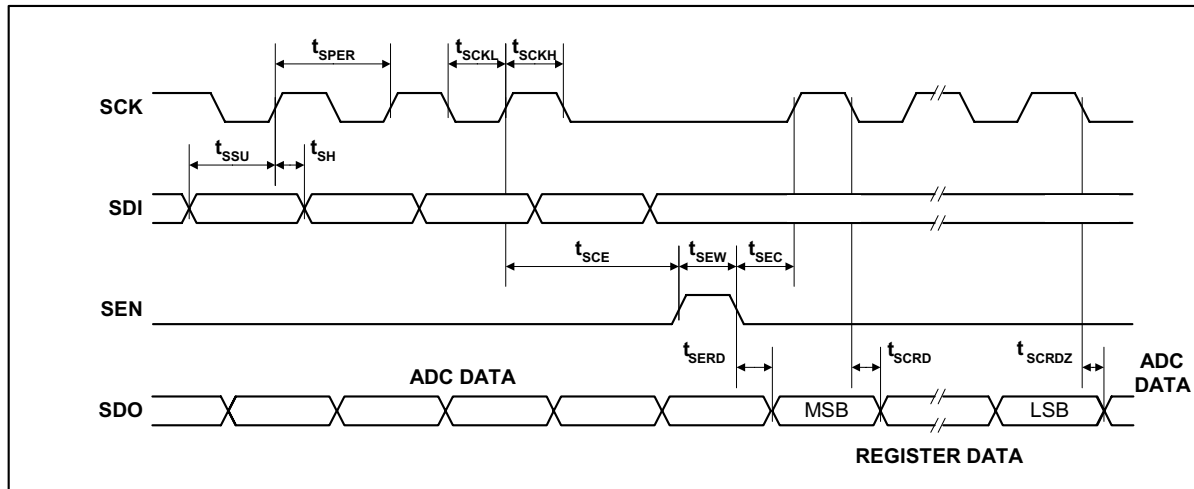 tSPER
tSCKL
tSCKH
SCK
tSSU
tSH
SDI
tSCE
tSEW
tSEC
SEN
tSERD
tSCRD
tSCRDZ
ADC DATA
ADC DATA
SDO
MSB
LSB
REGISTER DATA